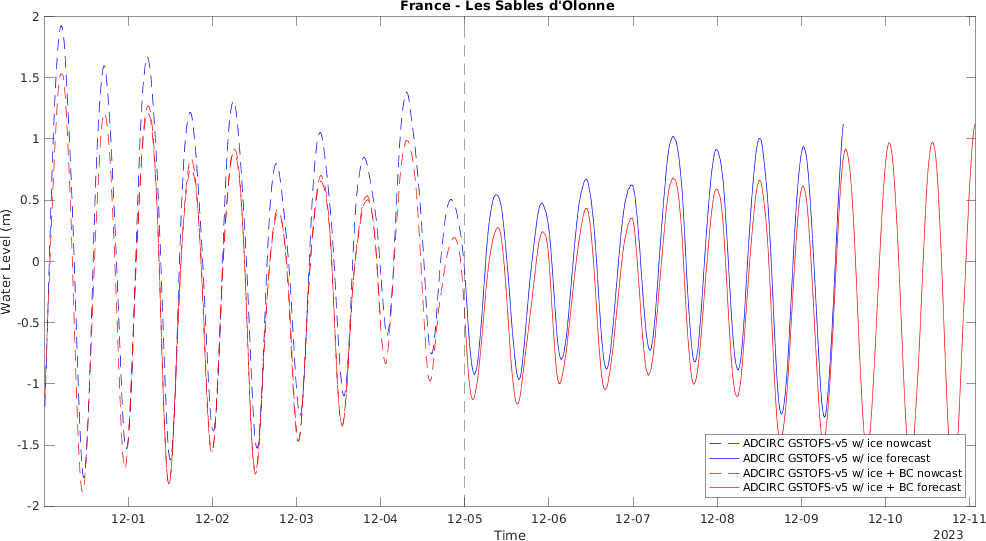 France - Les Sables d'Olonne
2
1.5
1
0.5
0
-0.5
-1
-1.5
-2
Water Level (m)
ADCIRC GSTOFS-v5 w/ ice nowcast
ADCIRC GSTOFS-v5 w/ ice forecast
ADCIRC GSTOFS-v5 w/ ice + BC nowcast
ADCIRC GSTOFS-v5 w/ ice + BC forecast
12-01 12-02 12-03 12-04 12-05 12-06 12-07 12-08 12-09 12-10 12-11
Time
2023